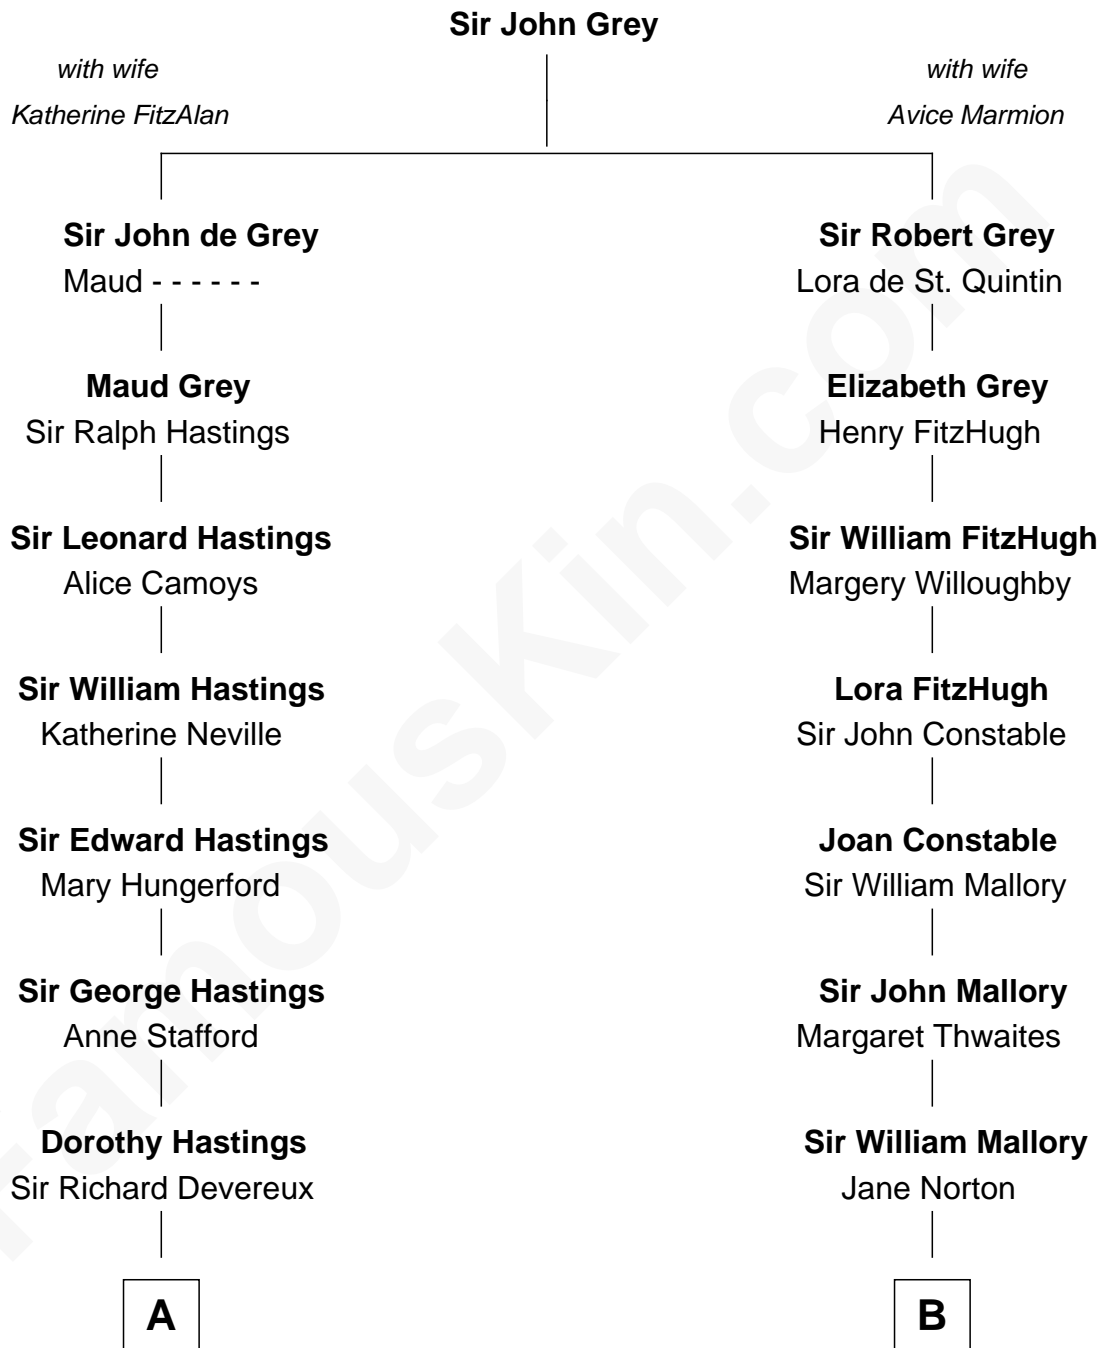 Sir John Grey
with wife
Katherine FitzAlan
with wife
Avice Marmion
Sir John de Grey
Maud - - - - - -
Sir Robert Grey
Lora de St. Quintin
Maud Grey
Sir Ralph Hastings
Elizabeth Grey
Henry FitzHugh
Sir Leonard Hastings
Alice Camoys
Sir William FitzHugh
Margery Willoughby
Sir William Hastings
Katherine Neville
Lora FitzHugh
Sir John Constable
Sir Edward Hastings
Mary Hungerford
Joan Constable
Sir William Mallory
Sir George Hastings
Anne Stafford
Sir John Mallory
Margaret Thwaites
Dorothy Hastings
Sir Richard Devereux
Sir William Mallory
Jane Norton
A
B
FamousKin.com